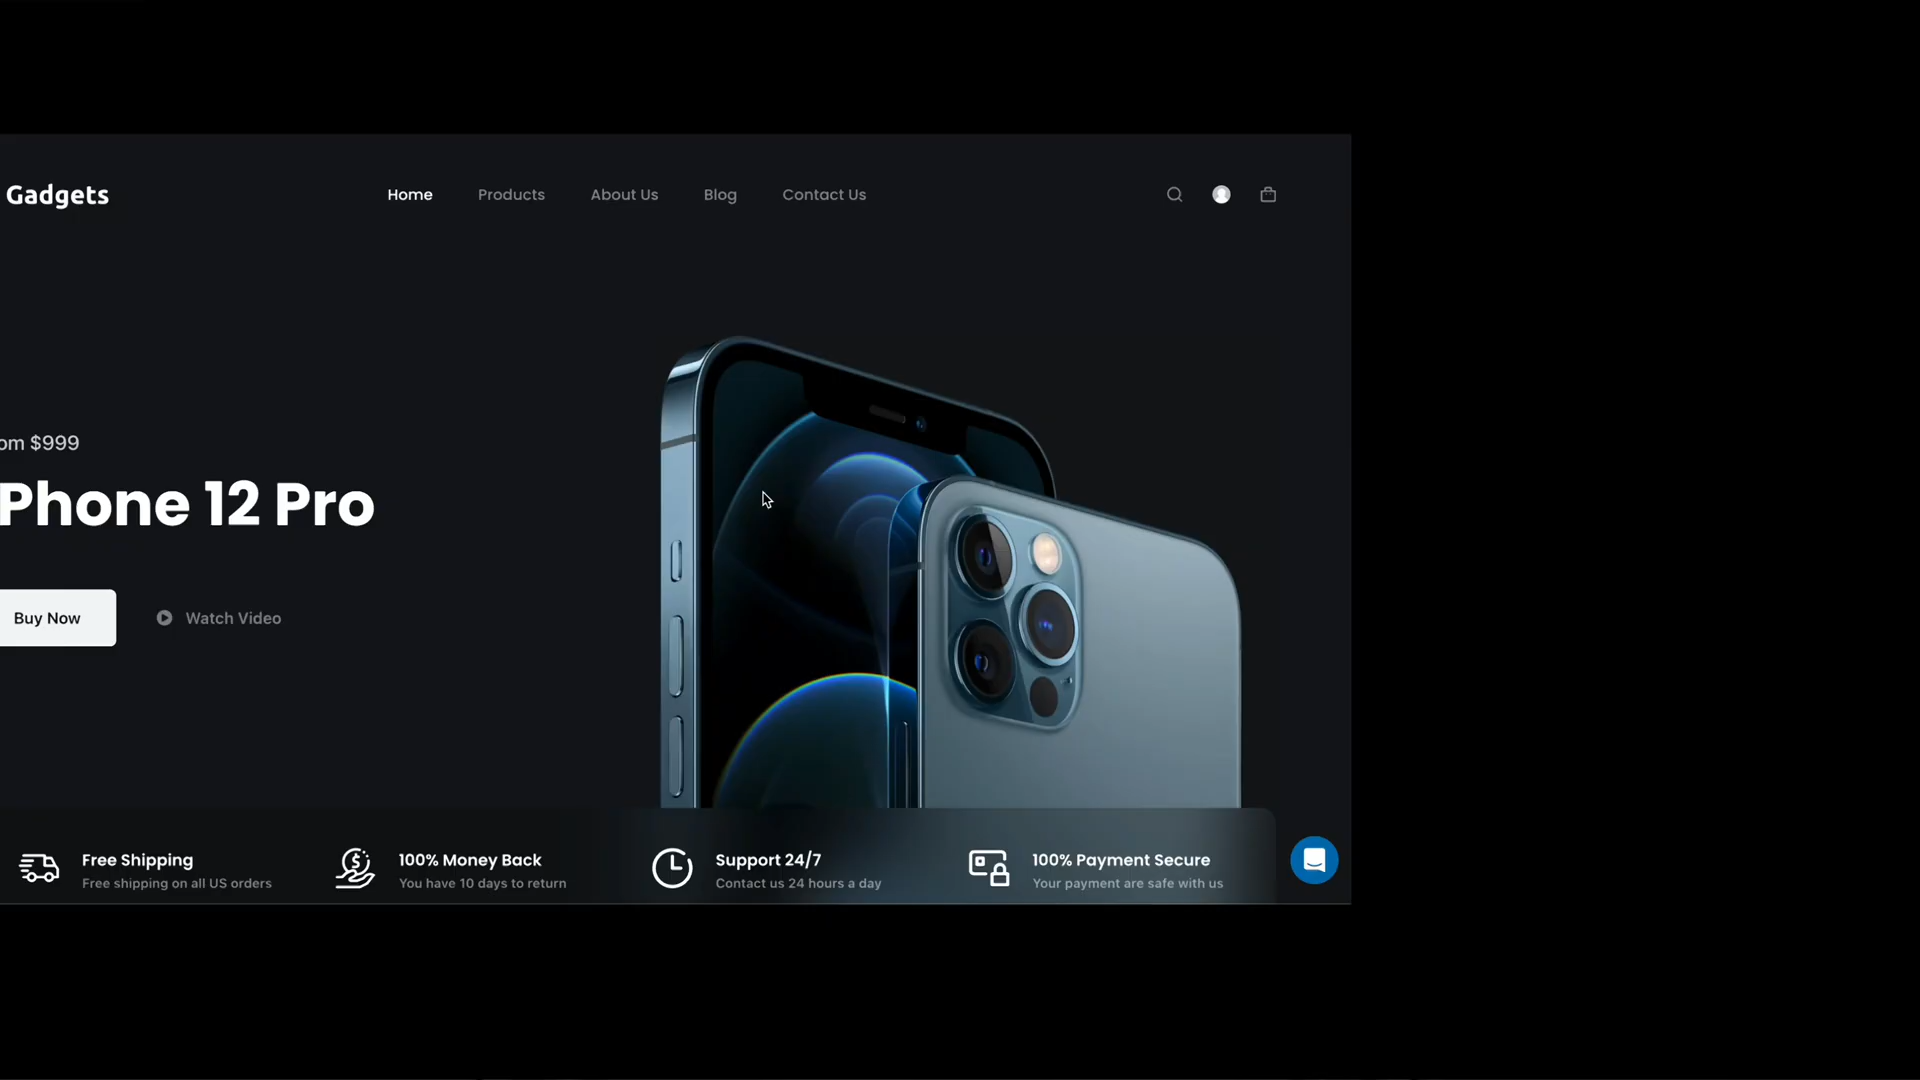 Gadgets
Home Products About Us Blog Contact Us
om $999
Phone 12 Pro
Buy Now Watch Video
Free Shipping
Free shipping on all US orders
100% Money Back
You have 10 days to return
Support 24/7
Contact us 24 hours a day
100% Payment Secure
Your payment are safe with us